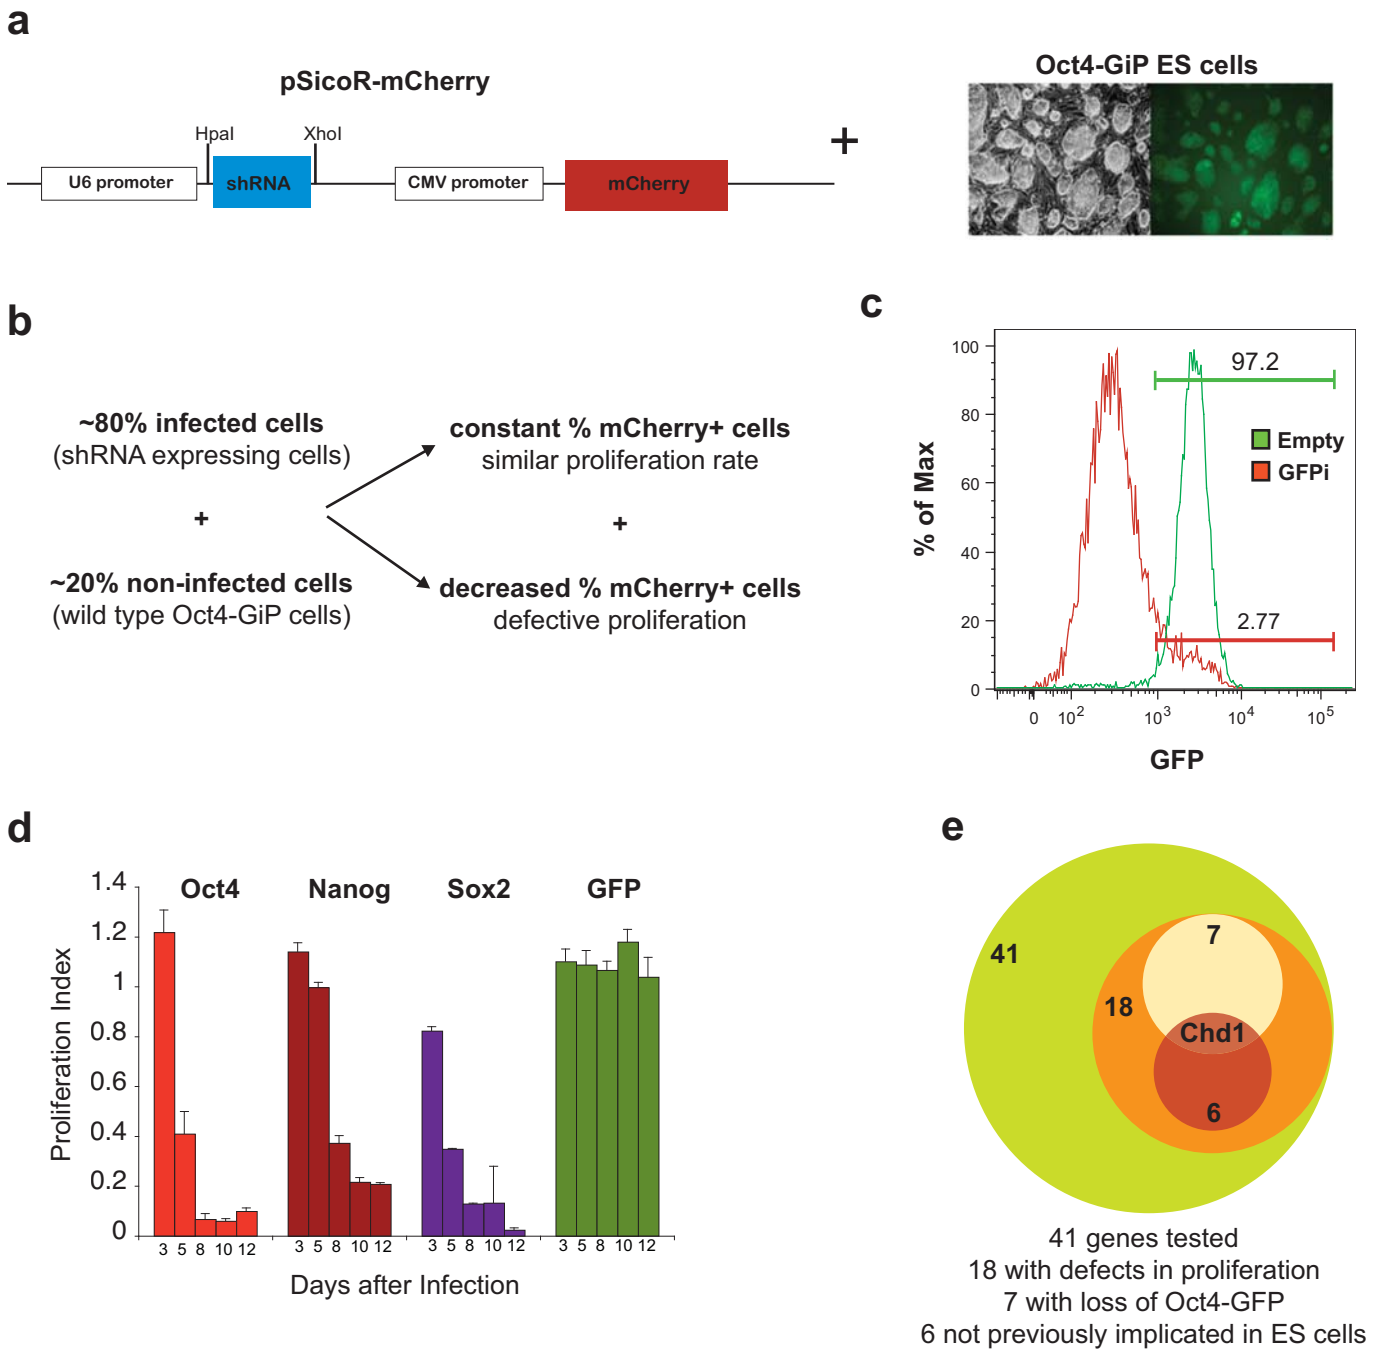 a
pSicoR-mCherry
HpaI
XhoI
U6 promoter
shRNA
CMV promoter
mCherry
+
Oct4-GiP ES cells
b
~80% infected cells
(shRNA expressing cells)
+
~20% non-infected cells
(wild type Oct4-GiP cells)
constant % mCherry+ cells
similar proliferation rate
+
decreased % mCherry+ cells
defective proliferation
c
% of Max
100
80
60
40
20
0
97.2
Empty
GFPi
2.77
0 10² 10³ 10⁴ 10⁵
GFP
d
Proliferation Index
1.4
1.2
1
0.8
0.6
0.4
0.2
0
Oct4 Nanog Sox2 GFP
3 5 8 10 12 3 5 8 10 12 3 5 8 10 12 3 5 8 10 12
Days after Infection
e
41
18
7
Chd1
6
41 genes tested
18 with defects in proliferation
7 with loss of Oct4-GFP
6 not previously implicated in ES cells